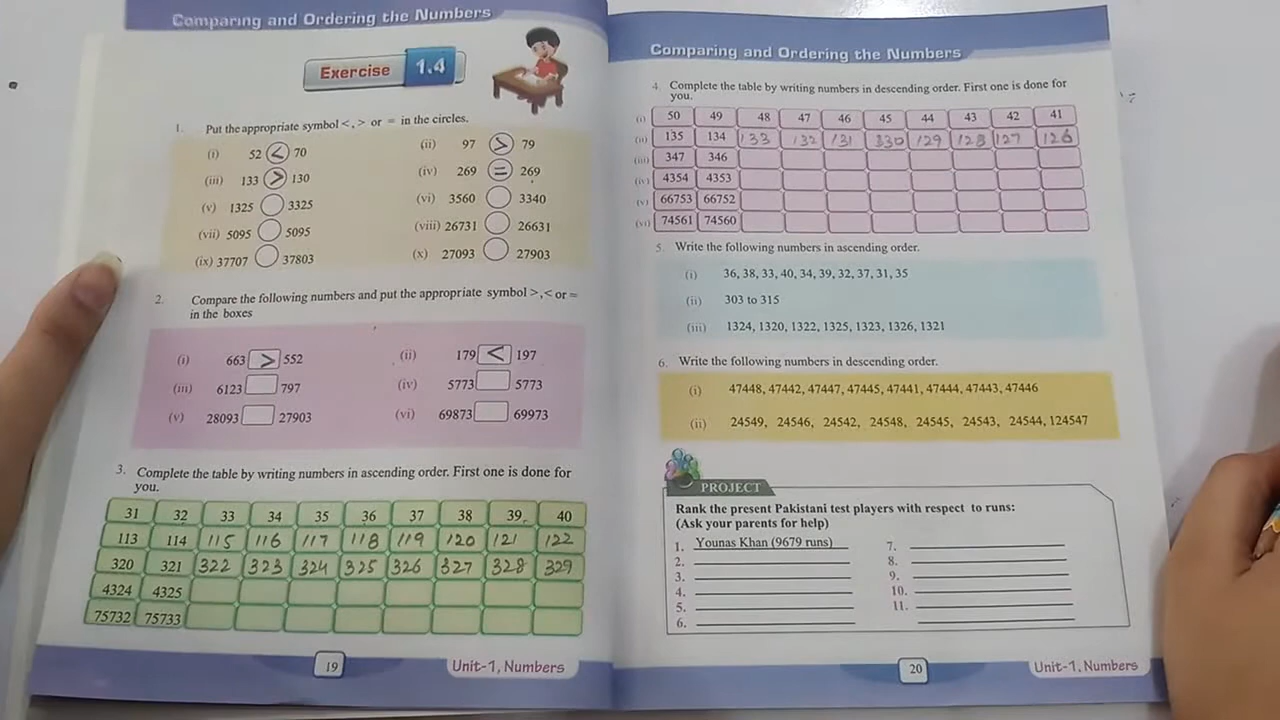 Comparing and Ordering the Numbers
Exercise 1.4
1. Put the appropriate symbol <, > or = in the circles.
(i) 52 < 70 (ii) 97 > 79
(iii) 133 > 130 (iv) 269 = 269
(v) 1325 3325 (vi) 3560 3340
(vii) 5095 5095 (viii) 26731 26631
(ix) 37707 37803 (x) 27093 27903
2. Compare the following numbers and put the appropriate symbol >,< or =
in the boxes
(i) 663 > 552 (ii) 179 < 197
(iii) 6123 797 (iv) 5773 5773
(v) 28093 27903 (vi) 69873 69973
3. Complete the table by writing numbers in ascending order. First one is done for
you.
31 32 33 34 35 36 37 38 39 40
113 114 115 116 117 118 119 120 121 122
320 321 322 323 324 325 326 327 328 329
4324 4325
75732 75733
19 Unit-1, Numbers
Comparing and Ordering the Numbers
4. Complete the table by writing numbers in descending order. First one is done for
you.
(i) 50 49 48 47 46 45 44 43 42 41
(ii) 135 134 133 132 131 130 129 128 127 126
(iii) 347 346
(iv) 4354 4353
(v) 66753 66752
(vi) 74561 74560
5. Write the following numbers in ascending order.
(i) 36, 38, 33, 40, 34, 39, 32, 37, 31, 35
(ii) 303 to 315
(iii) 1324, 1320, 1322, 1325, 1323, 1326, 1321
6. Write the following numbers in descending order.
(i) 47448, 47442, 47447, 47445, 47441, 47444, 47443, 47446
(ii) 24549, 24546, 24542, 24548, 24545, 24543, 24544, 124547
PROJECT
Rank the present Pakistani test players with respect to runs:
(Ask your parents for help)
1. Younas Khan (9679 runs) 7.
2. 8.
3. 9.
4. 10.
5. 11.
6.
20 Unit-1, Numbers